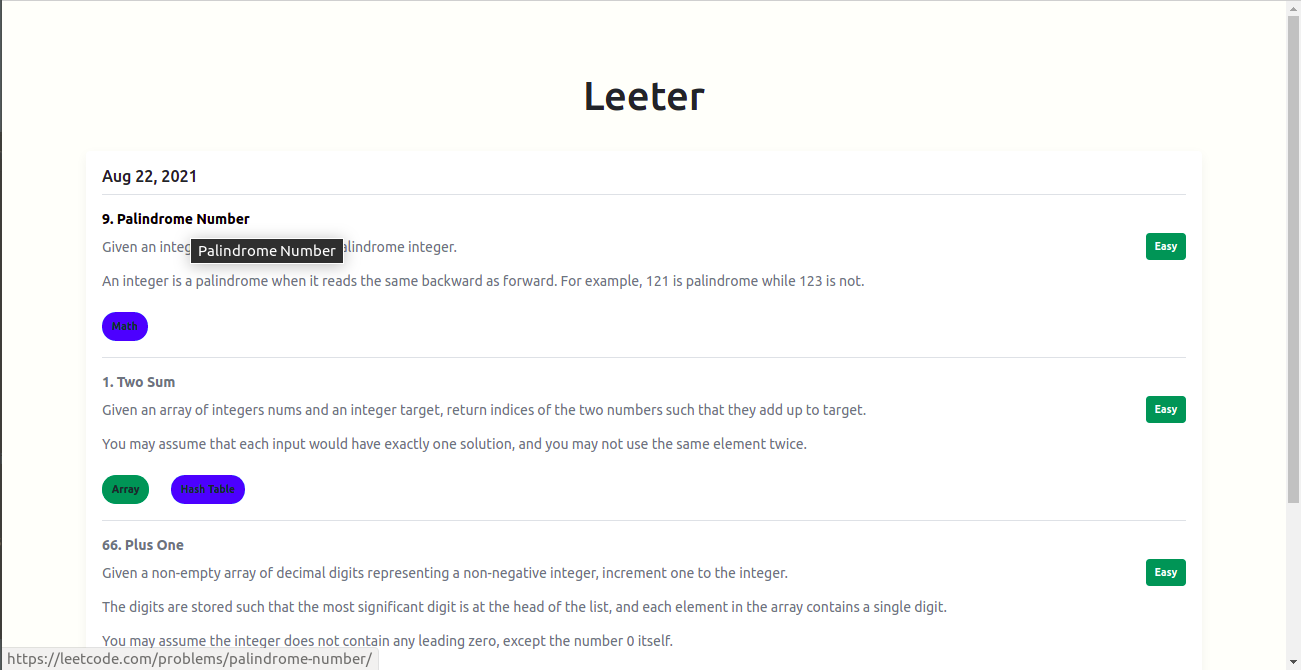 Leeter
Aug 22, 2021
9. Palindrome Number
Given an integ
Palindrome Number
alindrome integer.
Easy
An integer is a palindrome when it reads the same backward as forward. For example, 121 is palindrome while 123 is not.
Math
1. Two Sum
Given an array of integers nums and an integer target, return indices of the two numbers such that they add up to target.
Easy
You may assume that each input would have exactly one solution, and you may not use the same element twice.
Array
Hash Table
66. Plus One
Given a non-empty array of decimal digits representing a non-negative integer, increment one to the integer.
Easy
The digits are stored such that the most significant digit is at the head of the list, and each element in the array contains a single digit.
You may assume the integer does not contain any leading zero, except the number 0 itself.
https://leetcode.com/problems/palindrome-number/